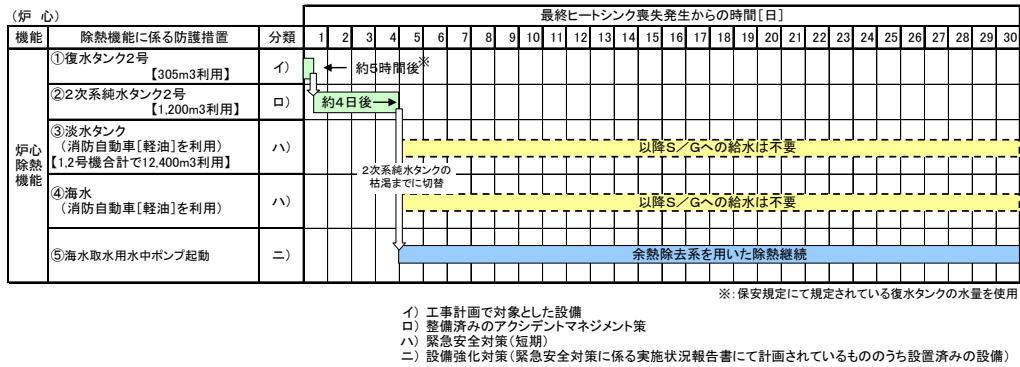 (炉 心)
最終ヒートシンク喪失発生からの時間[日]
機能 除熱機能に係る防護措置 分類 1 2 3 4 5 6 7 8 9 10 11 12 13 14 15 16 17 18 19 20 21 22 23 24 25 26 27 28 29 30
炉心
除熱
機能
①復水タンク2号
【305m3利用】
イ)
約5時間後※
②2次系純水タンク2号
【1,200m3利用】
ロ)
約4日後
③淡水タンク
(消防自動車[軽油]を利用)
【1,2号機合計で12,400m3利用】
ハ)
以降S/Gへの給水は不要
2次系純水タンクの
枯渇までに切替
④海水
(消防自動車[軽油]を利用)
ハ)
以降S/Gへの給水は不要
⑤海水取水用水中ポンプ起動
ニ)
余熱除去系を用いた除熱継続
※:保安規定にて規定されている復水タンクの水量を使用
イ) 工事計画で対象とした設備
ロ) 整備済みのアクシデントマネジメント策
ハ) 緊急安全対策(短期)
ニ) 設備強化対策(緊急安全対策に係る実施状況報告書にて計画されているもののうち設置済みの設備)